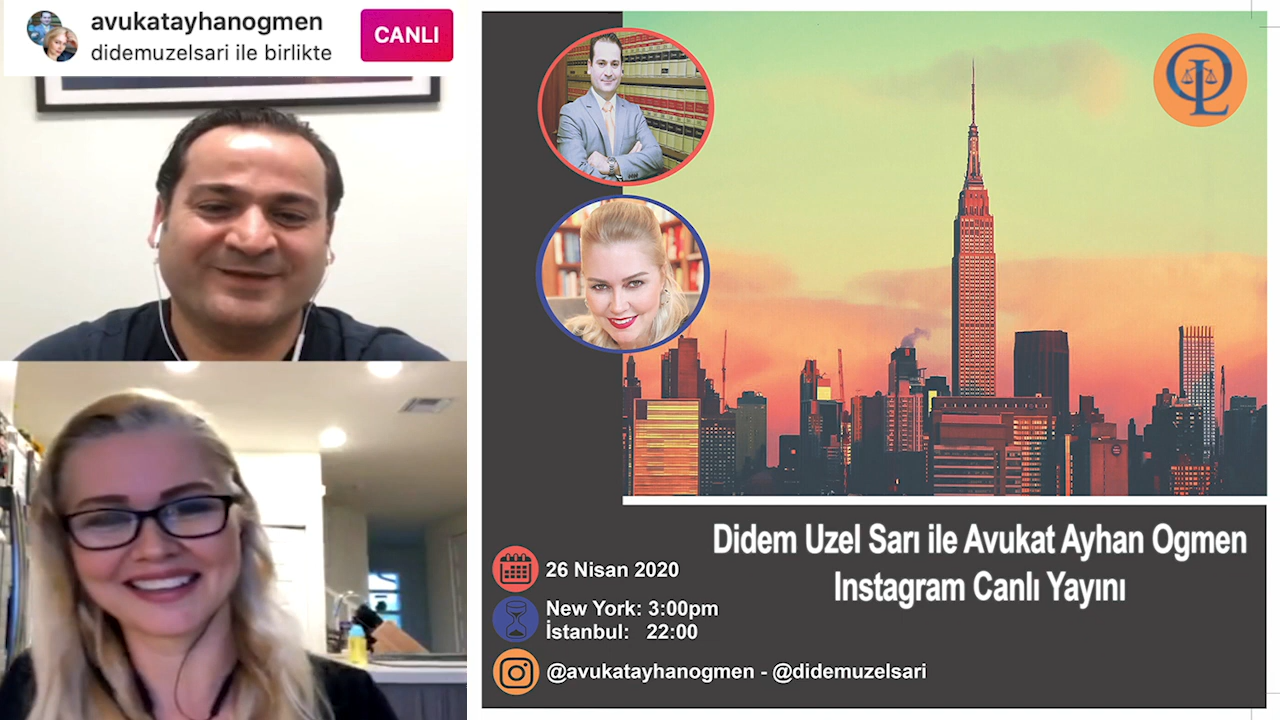 avukatayhanogmen
didemuzelsari ile birlikte
CANLI
OL
Didem Uzel Sarı ile Avukat Ayhan Ogmen
Instagram Canlı Yayını
26 Nisan 2020
New York: 3:00pm
İstanbul: 22:00
@avukatayhanogmen - @didemuzelsari